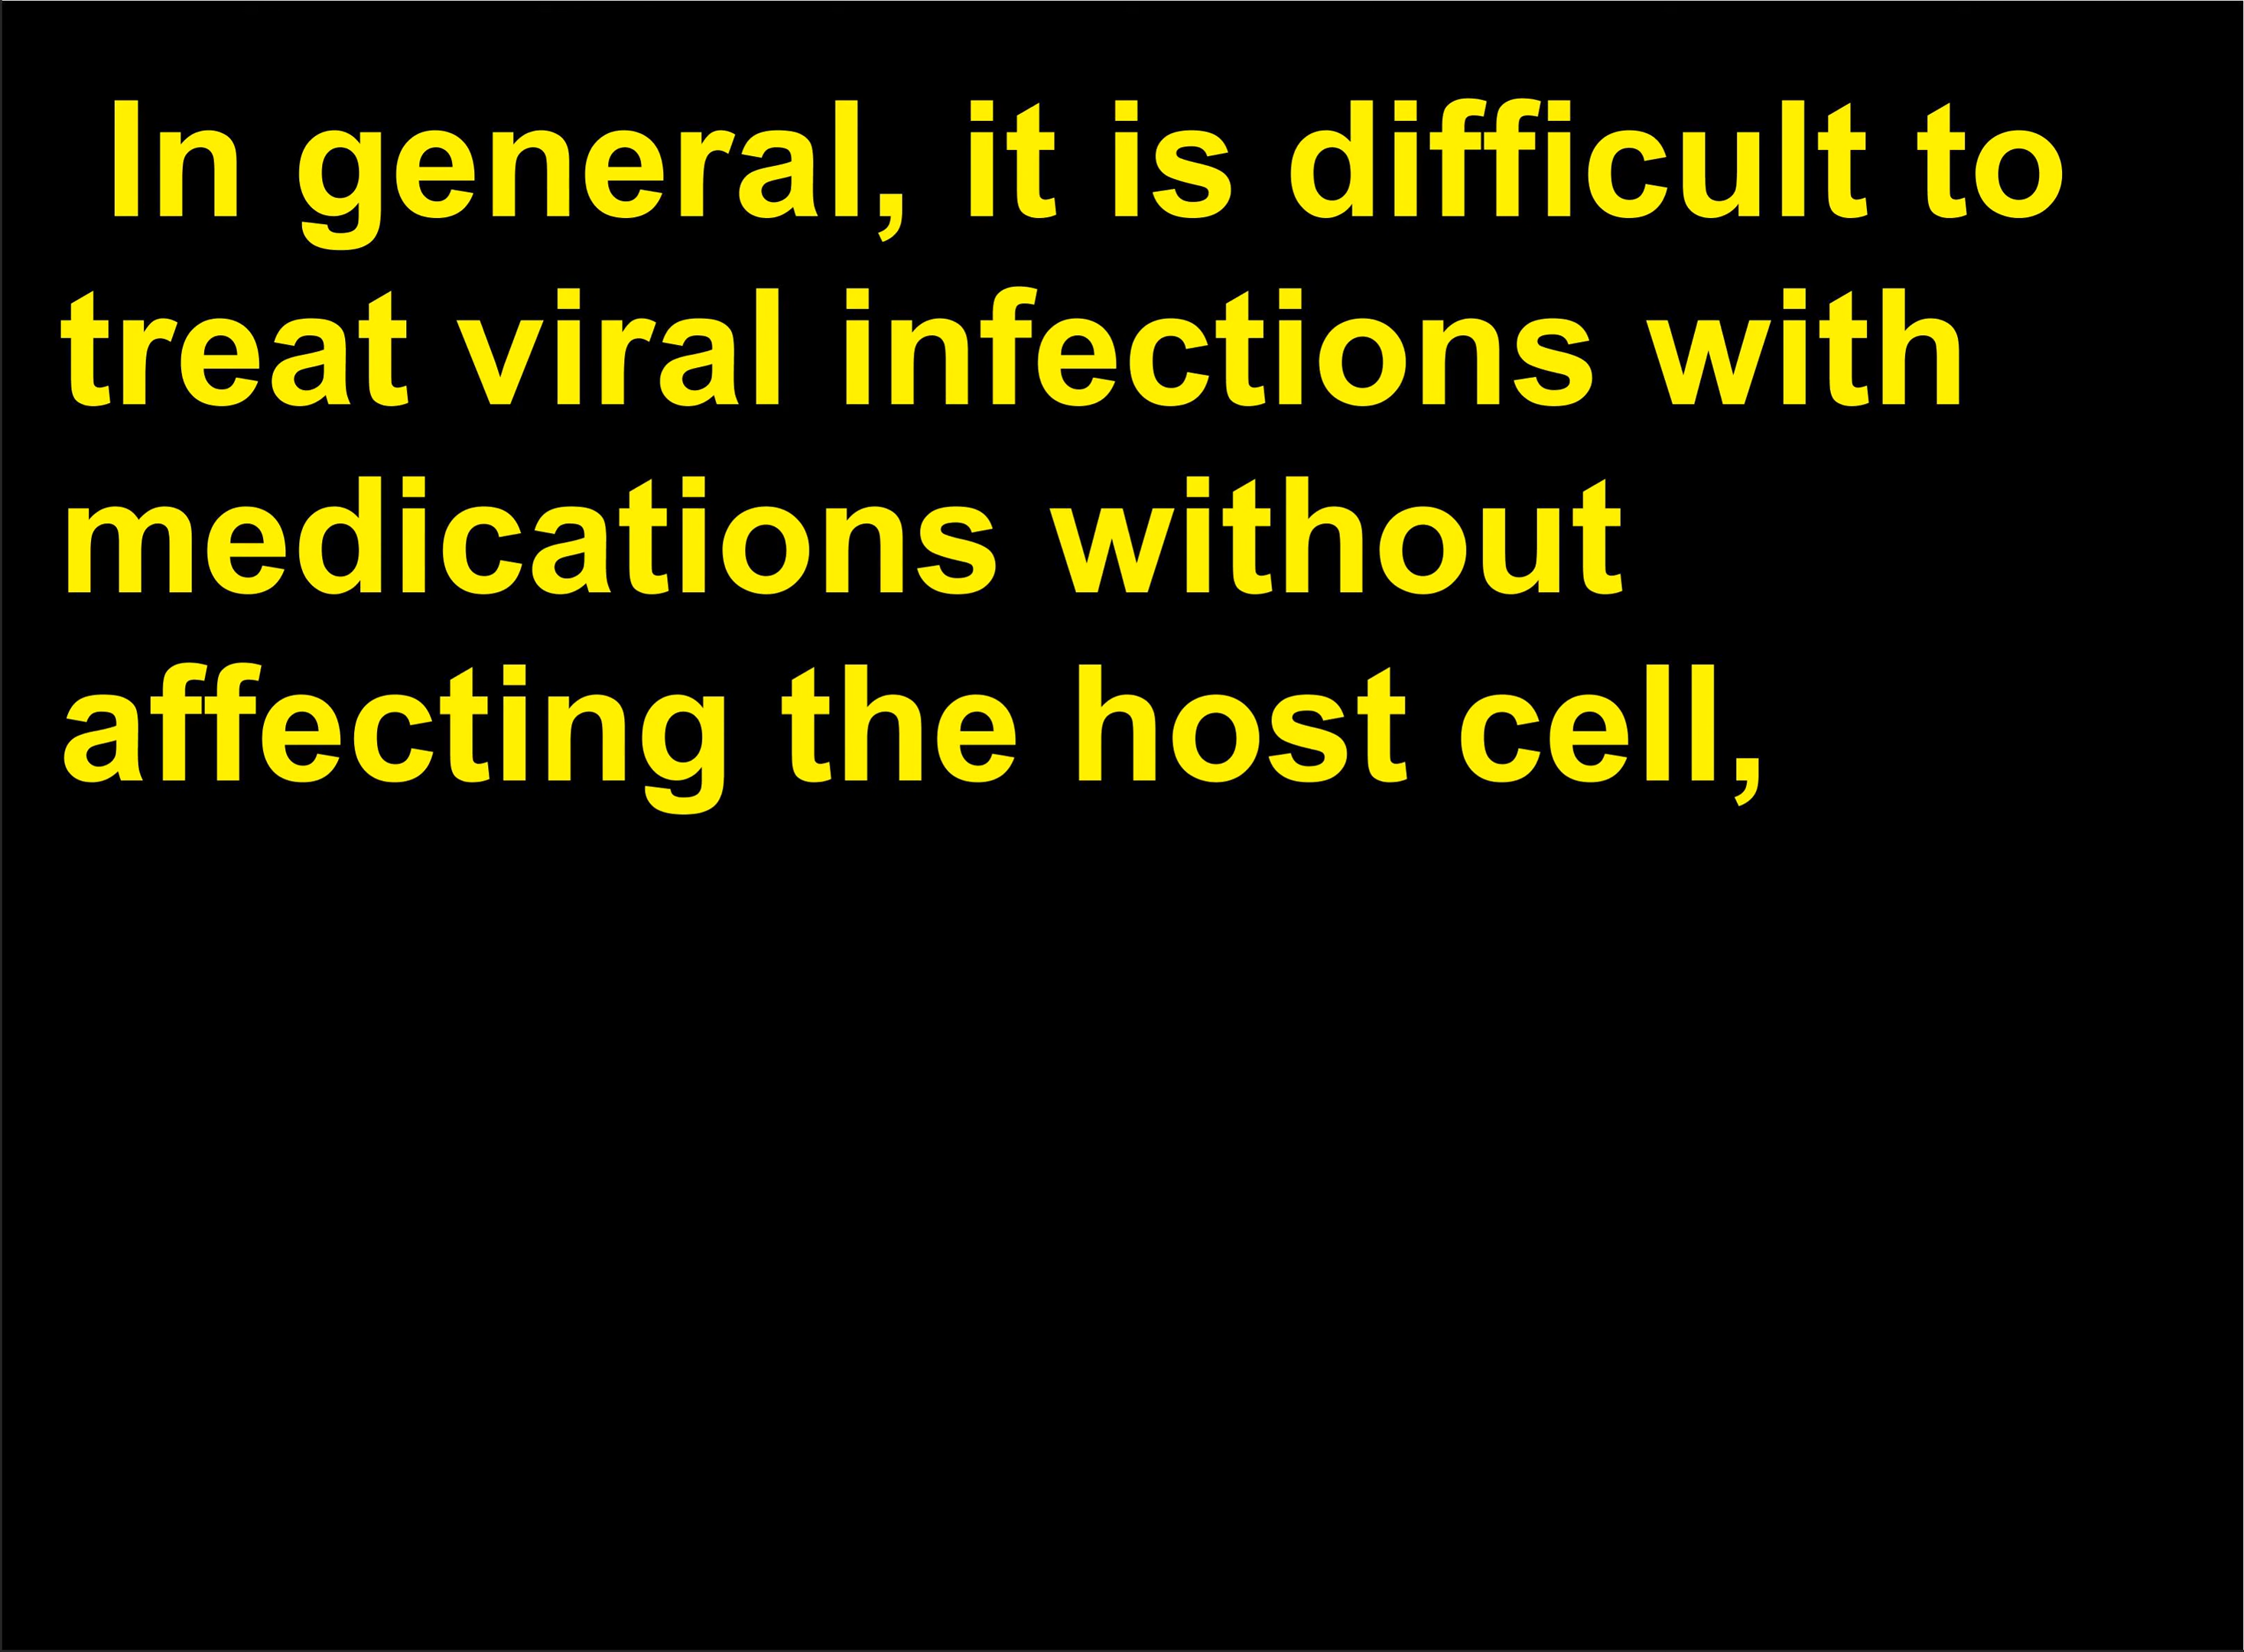 In general, it is difficult to
treat viral infections with
medications without
affecting the host cell,